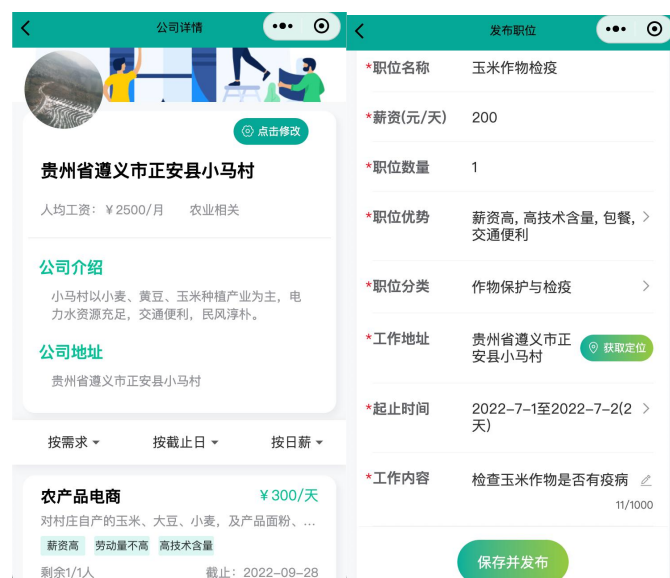 公司详情
点击修改
贵州省遵义市正安县小马村
人均工资：￥2500/月 农业相关
公司介绍
小马村以小麦、黄豆、玉米种植产业为主，电
力水资源充足，交通便利，民风淳朴。
公司地址
贵州省遵义市正安县小马村
按需求 按截止日 按日薪
农产品电商 ￥300/天
对村庄自产的玉米、大豆、小麦，及产品面粉、...
薪资高 劳动量不高 高技术含量
剩余1/1人 截止：2022-09-28
发布职位
*职位名称 玉米作物检疫
*薪资(元/天) 200
*职位数量 1
*职位优势 薪资高, 高技术含量, 包餐,
交通便利
*职位分类 作物保护与检疫
*工作地址 贵州省遵义市正
安县小马村
获取定位
*起止时间 2022-7-1至2022-7-2(2
天)
*工作内容 检查玉米作物是否有疫病
11/1000
保存并发布